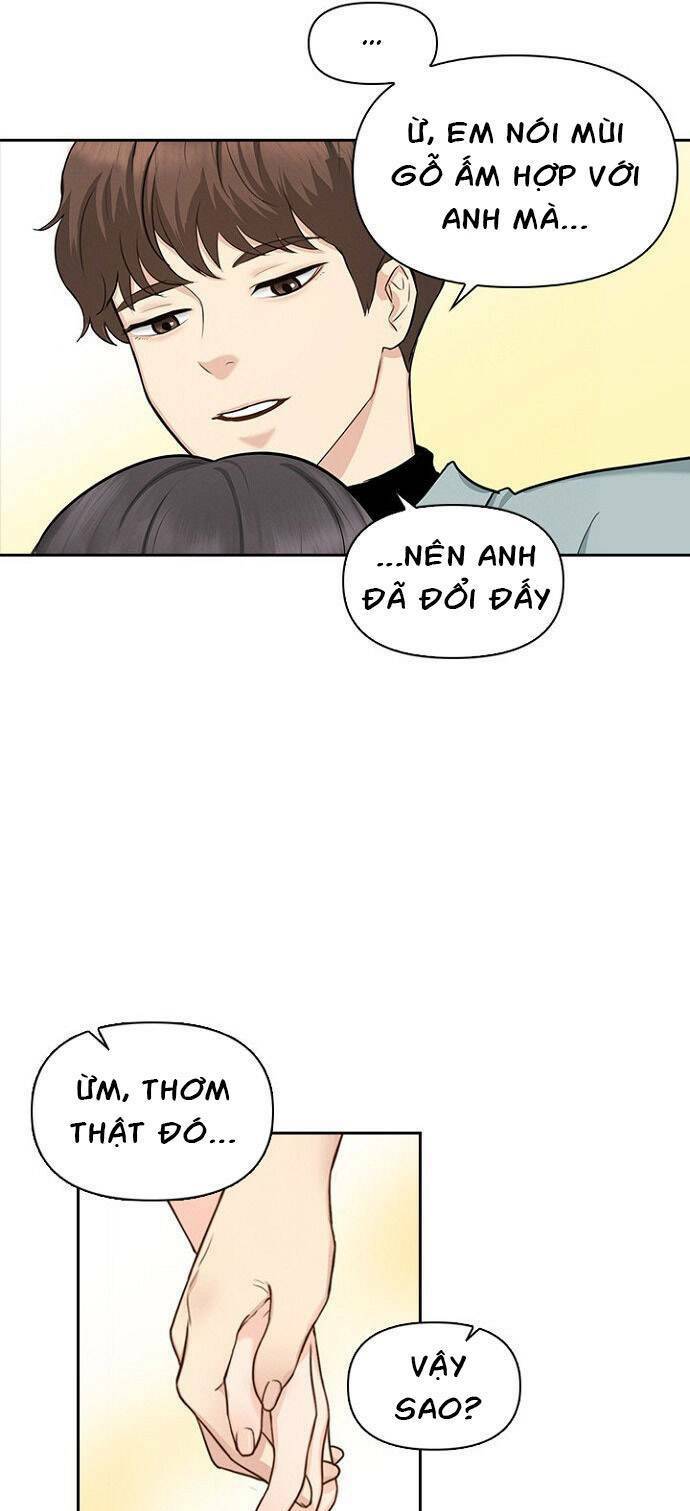 ...
Ừ, EM NÓI MÙI
GỖ ẤM HỢP VỚI
ANH MÀ...
...NÊN ANH
ĐÃ ĐỔI ĐẤY
ỪM, THƠM
THẬT ĐÓ...
VẬY
SAO?